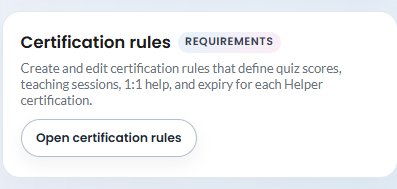 Certification rules REQUIREMENTS
Create and edit certification rules that define quiz scores,
teaching sessions, 1:1 help, and expiry for each Helper
certification.
Open certification rules